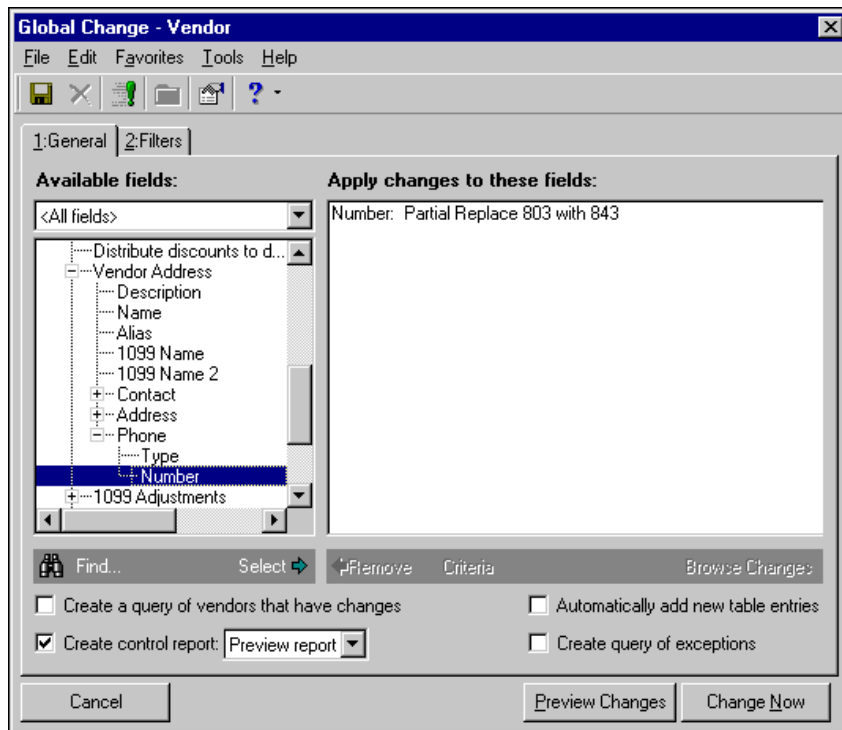 Global Change - Vendor
File Edit Favorites Tools Help
?
1:General 2:Filters
Available fields: Apply changes to these fields:
<All fields> Number: Partial Replace 803 with 843
Distribute discounts to d...
Vendor Address
Description
Name
Alias
1099 Name
1099 Name 2
Contact
Address
Phone
Type
Number
1099 Adjustments
Find... Select Remove Criteria Browse Changes
Create a query of vendors that have changes Automatically add new table entries
Create control report: Preview report Create query of exceptions
Cancel Preview Changes Change Now